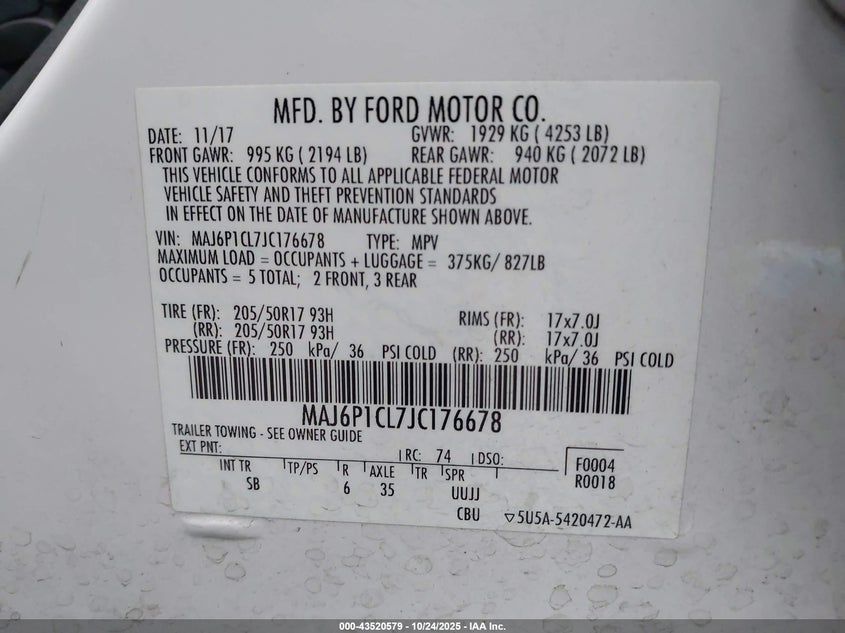 MFD. BY FORD MOTOR CO.
DATE: 11/17 GVWR: 1929 KG ( 4253 LB)
FRONT GAWR: 995 KG ( 2194 LB) REAR GAWR: 940 KG ( 2072 LB)
THIS VEHICLE CONFORMS TO ALL APPLICABLE FEDERAL MOTOR
VEHICLE SAFETY AND THEFT PREVENTION STANDARDS
IN EFFECT ON THE DATE OF MANUFACTURE SHOWN ABOVE.
VIN: MAJ6P1CL7JC176678 TYPE: MPV
MAXIMUM LOAD = OCCUPANTS + LUGGAGE = 375KG/ 827LB
OCCUPANTS = 5 TOTAL; 2 FRONT, 3 REAR
TIRE (FR): 205/50R17 93H RIMS (FR): 17x7.0J
(RR): 205/50R17 93H (RR): 17x7.0J
PRESSURE (FR): 250 kPa/ 36 PSI COLD (RR): 250 kPa/ 36 PSI COLD
MAJ6P1CL7JC176678
TRAILER TOWING - SEE OWNER GUIDE
EXT PNT: RC: 74 DSO: F0004
INT TR TP/PS R AXLE TR SPR R0018
SB 6 35 UUJJ
CBU ▽5U5A-5420472-AA
000-43520579 - 10/24/2025 - IAA Inc.